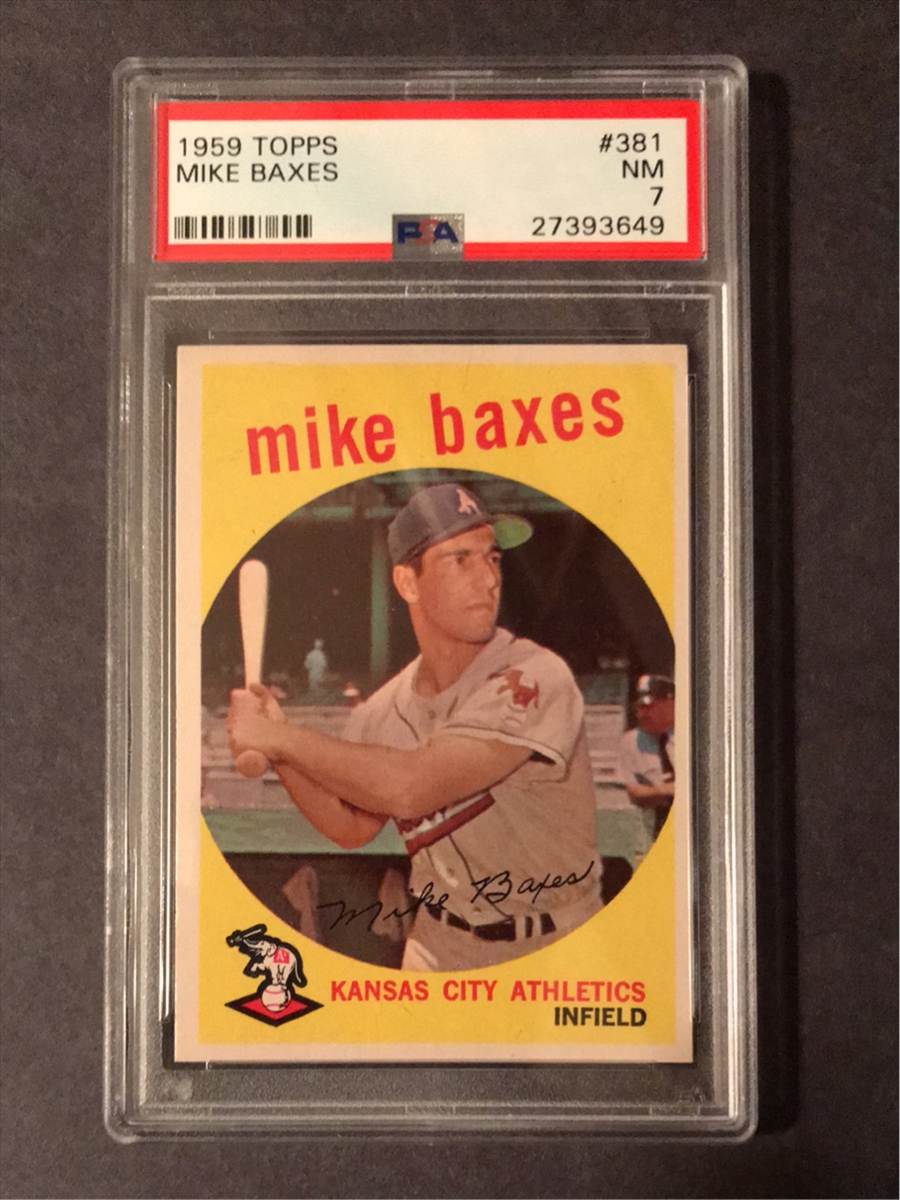 1959 TOPPS #381
MIKE BAXES NM
7
PSA 27393649
mike baxes
A
Mike Baxes
A
KANSAS CITY ATHLETICS
INFIELD